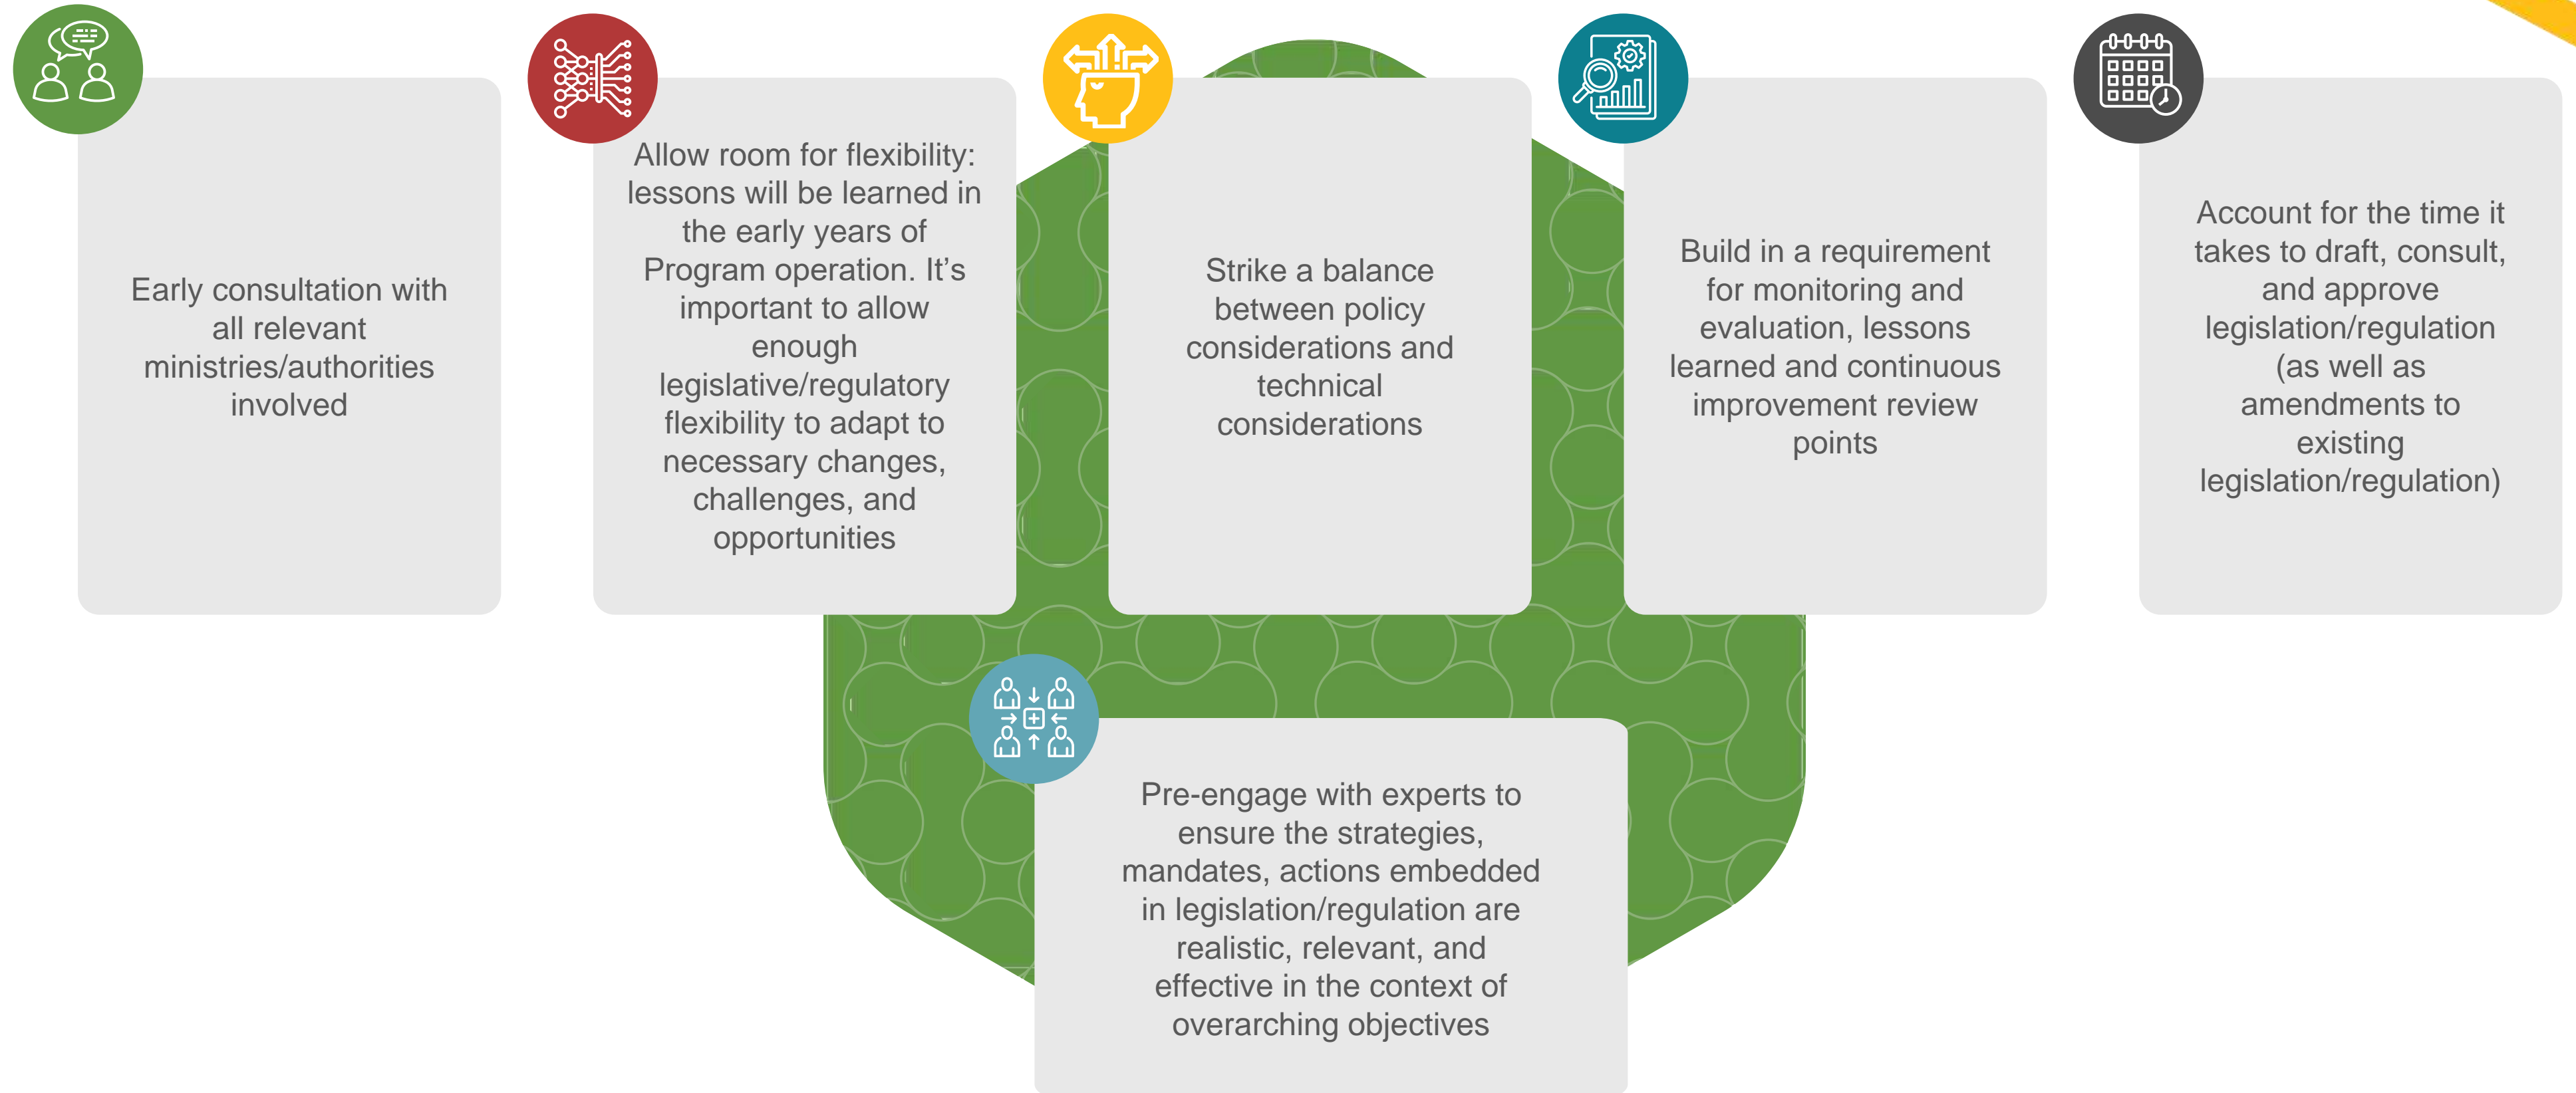 Early consultation with
all relevant
ministries/authorities
involved
Allow room for flexibility:
lessons will be learned in
the early years of
Program operation. It’s
important to allow
enough
legislative/regulatory
flexibility to adapt to
necessary changes,
challenges, and
opportunities
Strike a balance
between policy
considerations and
technical
considerations
Build in a requirement
for monitoring and
evaluation, lessons
learned and continuous
improvement review
points
Account for the time it
takes to draft, consult,
and approve
legislation/regulation
(as well as
amendments to
existing
legislation/regulation)
Pre-engage with experts to
ensure the strategies,
mandates, actions embedded
in legislation/regulation are
realistic, relevant, and
effective in the context of
overarching objectives